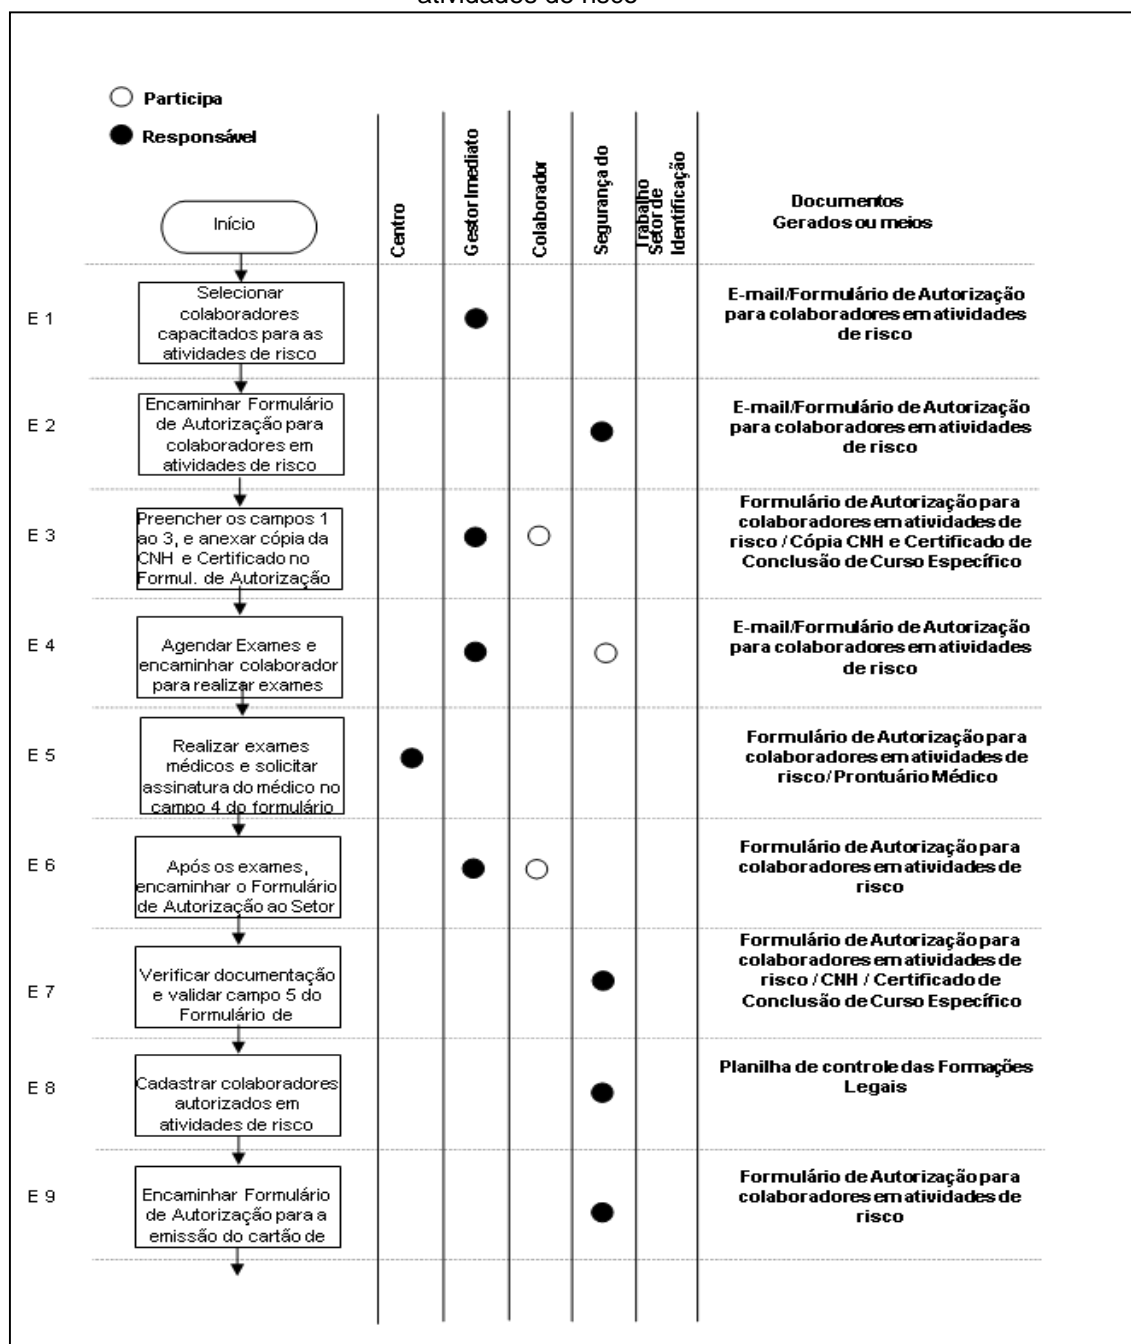 atividades de risco
Participa
Responsável
Centro
Gestor Imediato
Colaborador
Segurança do
Trabalho
Setor de
Identificação
Documentos
Gerados ou meios
Início
E 1
Selecionar
colaboradores
capacitados para as
atividades de risco
E-mail/Formulário de Autorização
para colaboradores em atividades
de risco
E 2
Encaminhar Formulário
de Autorização para
colaboradores em
atividades de risco
E-mail/Formulário de Autorização
para colaboradores em atividades
de risco
E 3
Preencher os campos 1
ao 3, e anexar cópia da
CNH e Certificado no
Formul. de Autorização
Formulário de Autorização para
colaboradores em atividades de
risco / Cópia CNH e Certificado de
Conclusão de Curso Específico
E 4
Agendar Exames e
encaminhar colaborador
para realizar exames
E-mail/Formulário de Autorização
para colaboradores em atividades
de risco
E 5
Realizar exames
médicos e solicitar
assinatura do médico no
campo 4 do formulário
Formulário de Autorização para
colaboradores em atividades de
risco/ Prontuário Médico
E 6
Após os exames,
encaminhar o Formulário
de Autorização ao Setor
Formulário de Autorização para
colaboradores em atividades de
risco
E 7
Verificar documentação
e validar campo 5 do
Formulário de
Formulário de Autorização para
colaboradores em atividades de
risco / CNH / Certificado de
Conclusão de Curso Específico
E 8
Cadastrar colaboradores
autorizados em
atividades de risco
Planilha de controle das Formações
Legais
E 9
Encaminhar Formulário
de Autorização para a
emissão do cartão de
Formulário de Autorização para
colaboradores em atividades de
risco